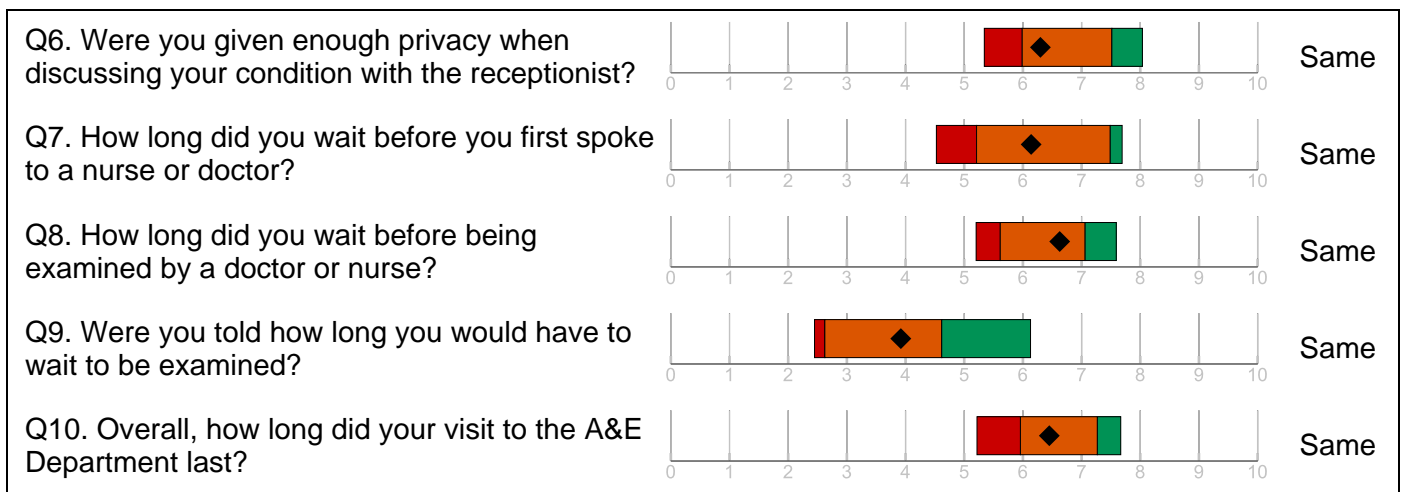 Q6. Were you given enough privacy when
discussing your condition with the receptionist?
Same
0 1 2 3 4 5 6 7 8 9 10
Q7. How long did you wait before you first spoke
to a nurse or doctor?
Same
0 1 2 3 4 5 6 7 8 9 10
Q8. How long did you wait before being
examined by a doctor or nurse?
Same
0 1 2 3 4 5 6 7 8 9 10
Q9. Were you told how long you would have to
wait to be examined?
Same
0 1 2 3 4 5 6 7 8 9 10
Q10. Overall, how long did your visit to the A&E
Department last?
Same
0 1 2 3 4 5 6 7 8 9 10